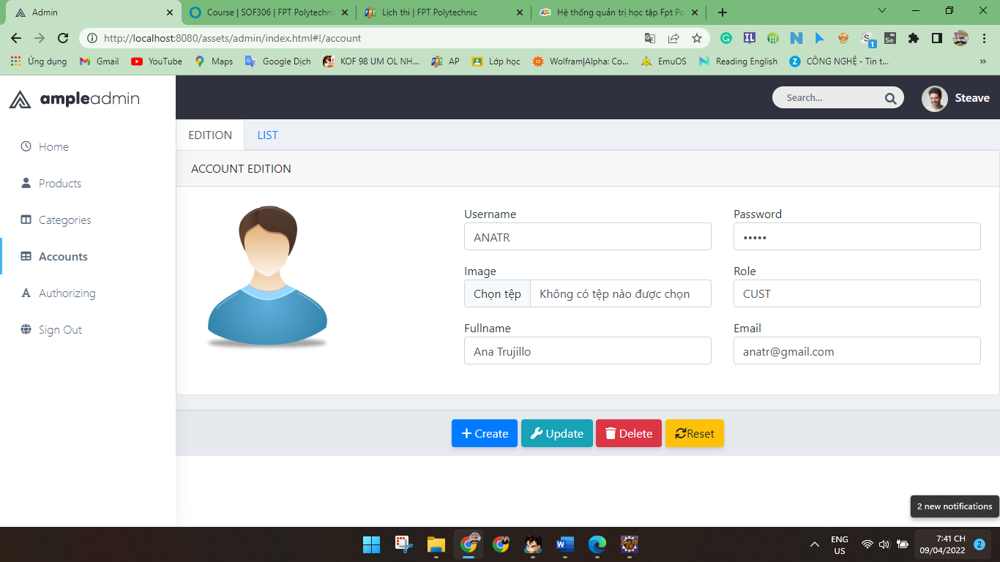 Admin
Course | SOF306 | FPT Polytechni
Lịch thi | FPT Polytechnic
Hệ thống quản trị học tập Fpt Po
http://localhost:8080/assets/admin/index.html#!/account
Ứng dụng
Gmail
YouTube
Maps
Google Dịch
KOF 98 UM OL NH...
AP
Lớp học
Wolfram|Alpha: Co...
EmuOS
Reading English
CÔNG NGHỆ - Tin t...
»
ampleadmin
Search...
Steave
Home
Products
Categories
Accounts
Authorizing
Sign Out
EDITION
LIST
ACCOUNT EDITION
Username
Password
ANATR
•••••
Image
Role
Chọn tệp
Không có tệp nào được chọn
CUST
Fullname
Email
Ana Trujillo
anatr@gmail.com
Create
Update
Delete
Reset
2 new notifications
ENG
US
7:41 CH
09/04/2022
2